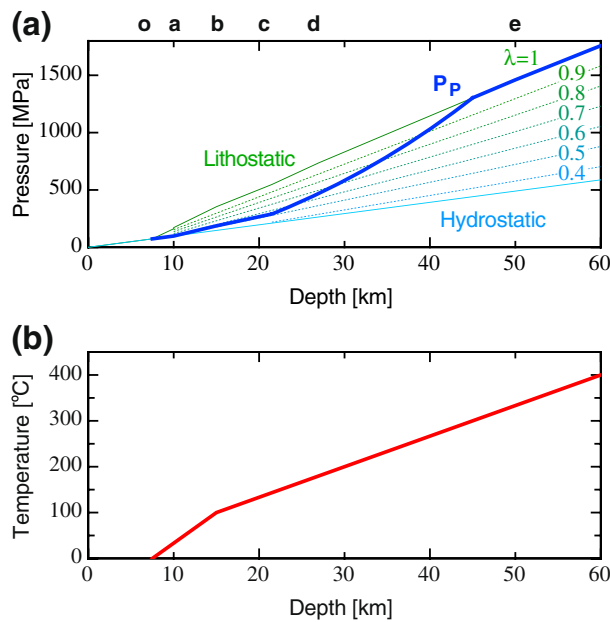 (a)
o a b c d e
Pressure [MPa]
1500
1000
500
0
λ=1
0.9
0.8
0.7
0.6
0.5
0.4
PP
Lithostatic
Hydrostatic
0 10 20 30 40 50 60
Depth [km]
(b)
Temperature [ºC]
400
300
200
100
0
0 10 20 30 40 50 60
Depth [km]